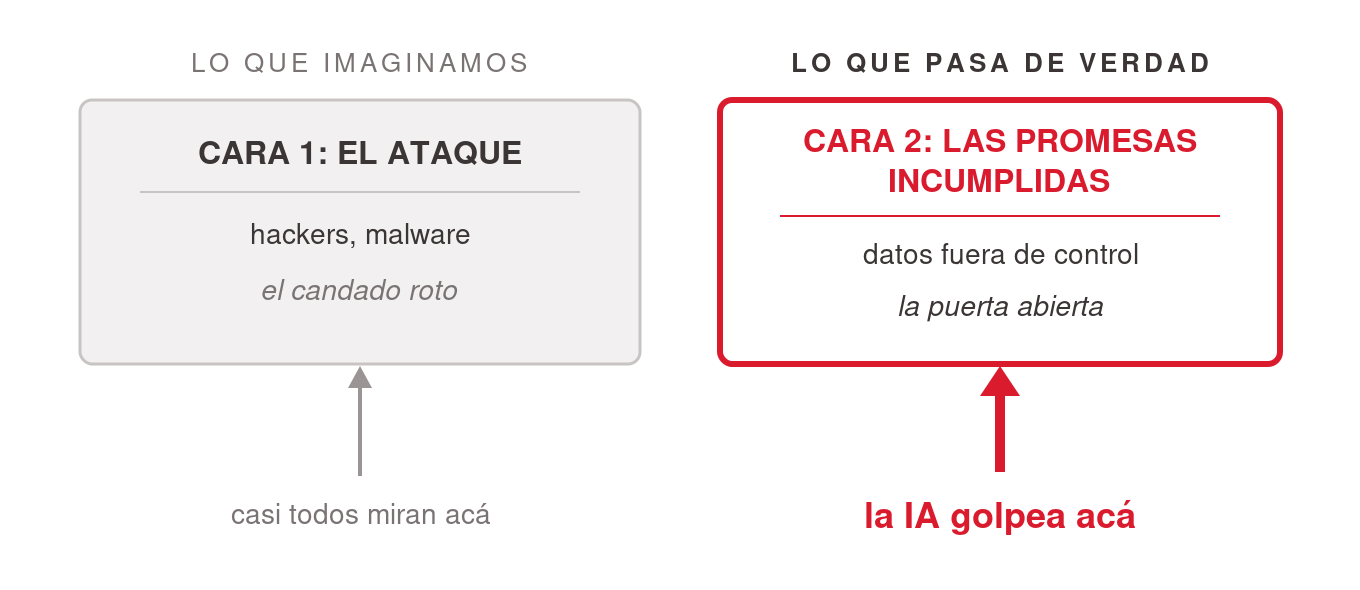 LO QUE IMAGINAMOS
CARA 1: EL ATAQUE
hackers, malware
el candado roto
casi todos miran acá
LO QUE PASA DE VERDAD
CARA 2: LAS PROMESAS
INCUMPLIDAS
datos fuera de control
la puerta abierta
la IA golpea acá